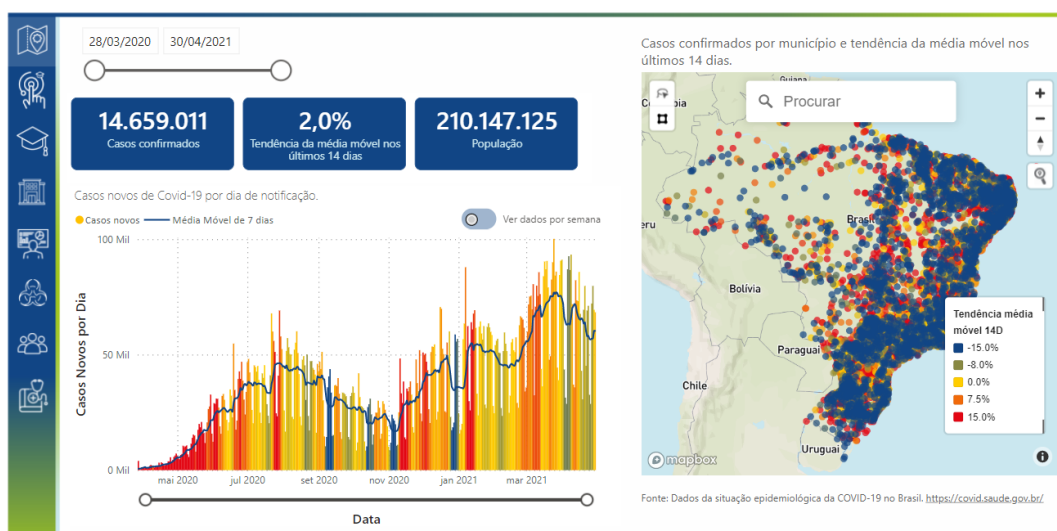 28/03/2020
30/04/2021
14.659.011
Casos confirmados
2,0%
Tendência da média móvel nos
últimos 14 dias
210.147.125
População
Casos novos de Covid-19 por dia de notificação.
Casos novos
Média Móvel de 7 dias
Ver dados por semana
100 Mil
50 Mil
0 Mil
Casos Novos por Dia
mai 2020
jul 2020
set 2020
nov 2020
jan 2021
mar 2021
Data
Casos confirmados por município e tendência da média móvel nos
últimos 14 dias.
Procurar
Brasil
Bolívia
Paraguai
Chile
Uruguai
Tendência média
móvel 14D
-15.0%
-8.0%
0.0%
7.5%
15.0%
mapbox
Fonte: Dados da situação epidemiológica da COVID-19 no Brasil. https://covid.saude.gov.br/